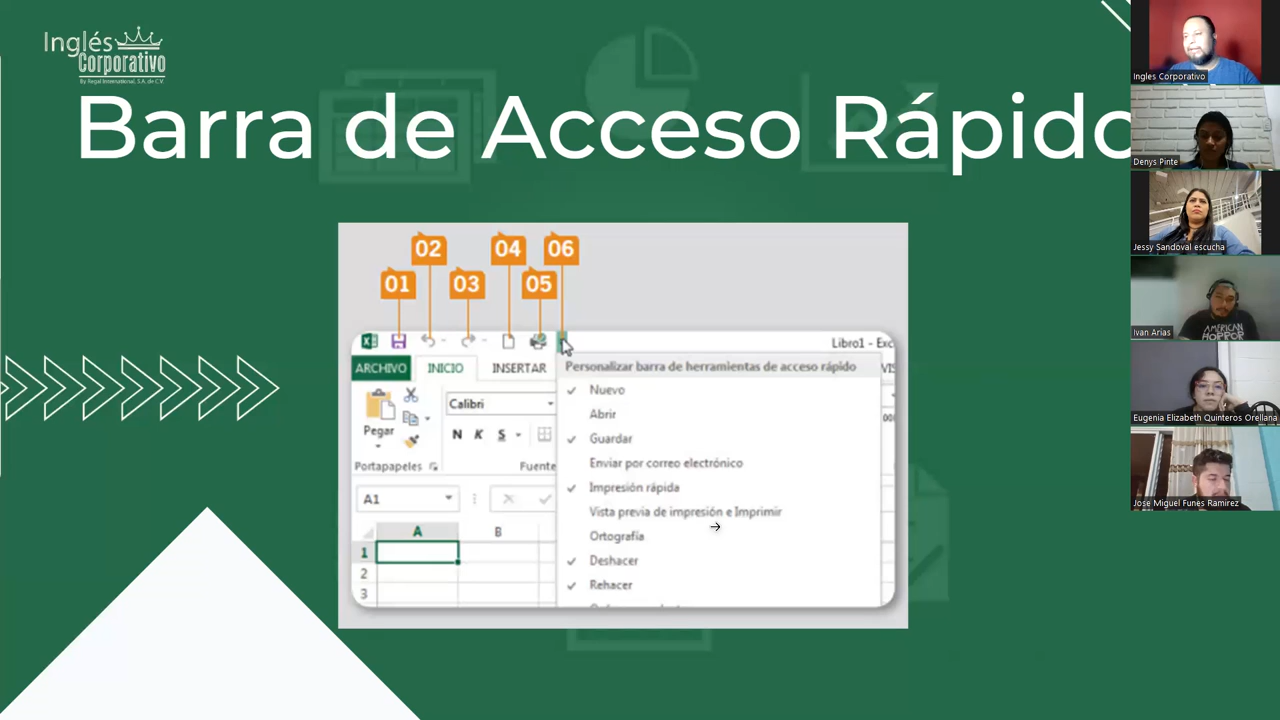 Inglés
Corporativo
By Regal International, S.A. de C.V.
Barra de Acceso Rápido
01
02
03
04
05
06
Libro1 - Exc
ARCHIVO
INICIO
INSERTAR
Personalizar barra de herramientas de acceso rápido
Nuevo
Abrir
Guardar
Enviar por correo electrónico
Impresión rápida
Vista previa de impresión e Imprimir
Ortografía
Deshacer
Rehacer
Pegar
Calibri
N K S
Portapapeles
Fuente
A1
A
B
1
2
3
Ingles Corporativo
Denys Pinte
Jessy Sandoval escucha
Ivan Arias
AMERICAN
HORROR
Eugenia Elizabeth Quinteros Orellana
Jose Miguel Funes Ramirez